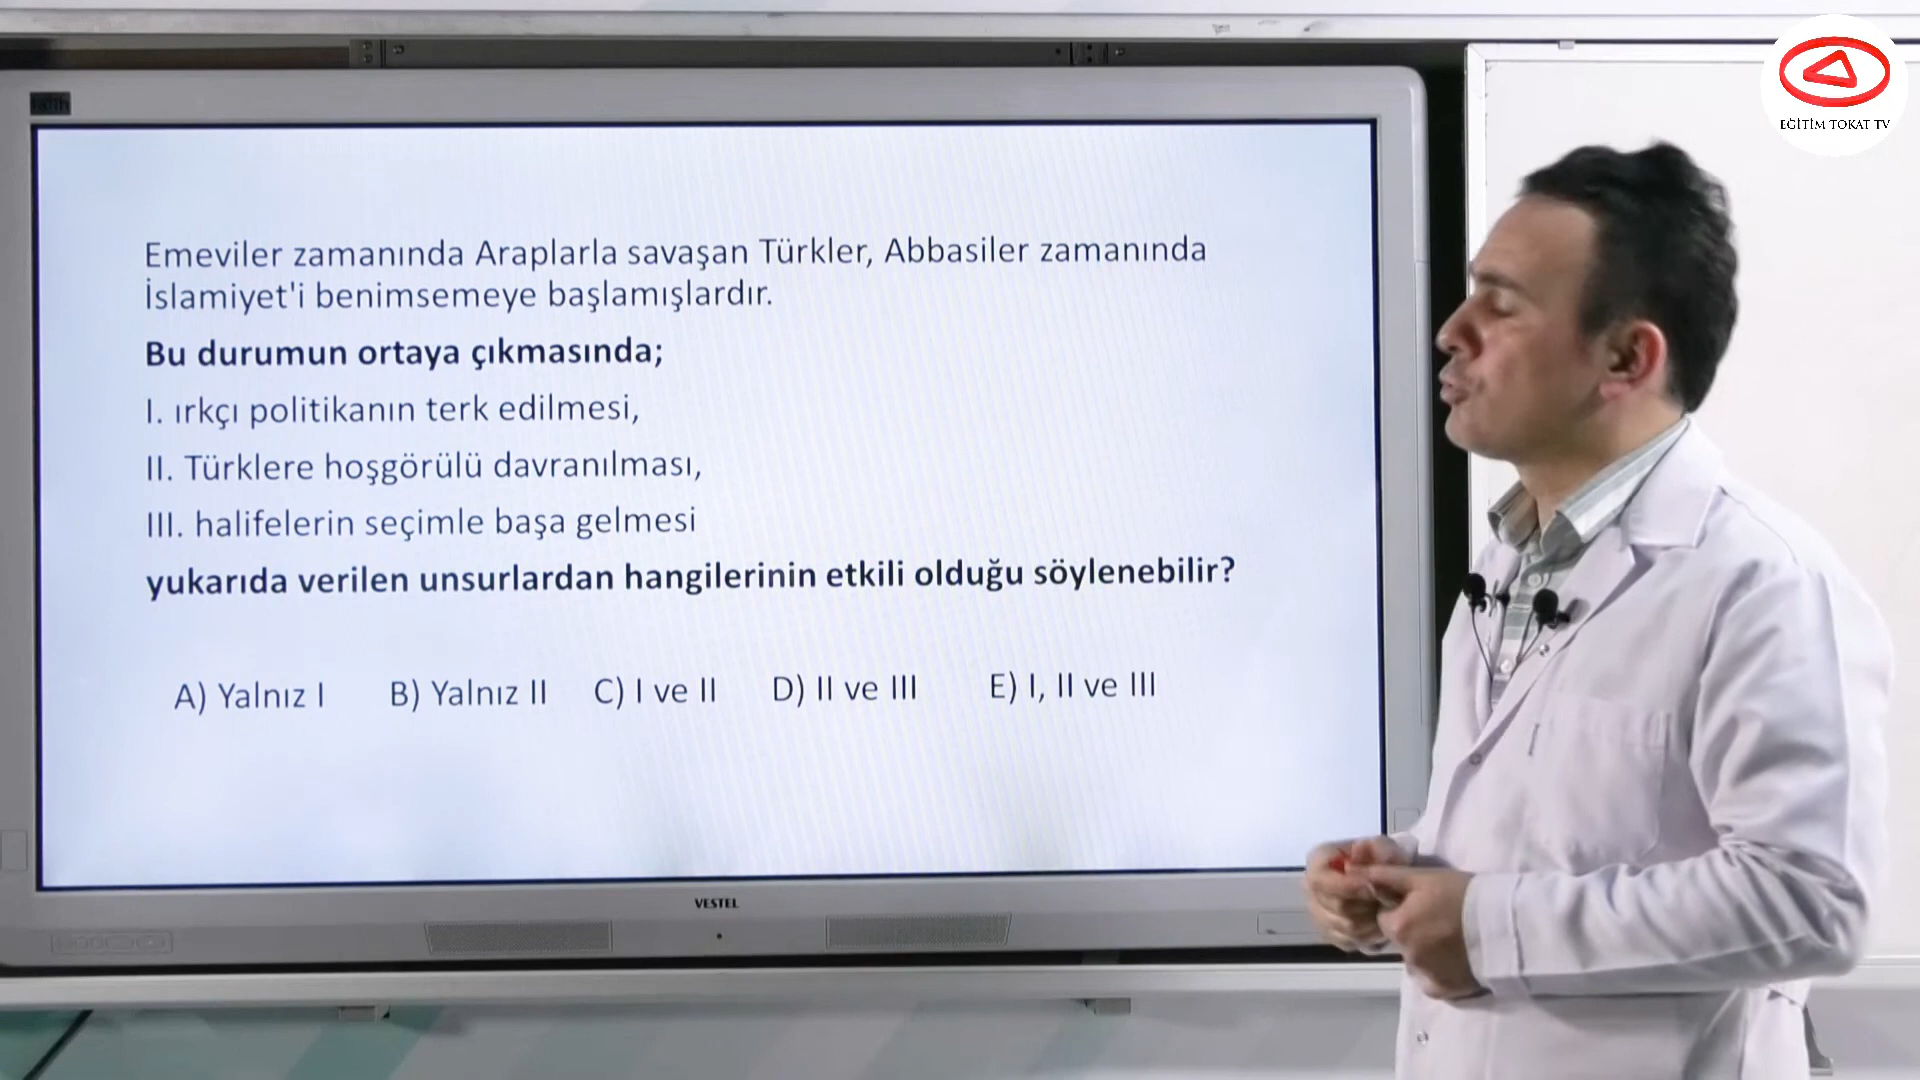 EĞİTİM TOKAT TV
Emeviler zamanında Araplarla savaşan Türkler, Abbasiler zamanında
İslamiyet'i benimsemeye başlamışlardır.
Bu durumun ortaya çıkmasında;
I. ırkçı politikanın terk edilmesi,
II. Türklere hoşgörülü davranılması,
III. halifelerin seçimle başa gelmesi
yukarıda verilen unsurlardan hangilerinin etkili olduğu söylenebilir?
A) Yalnız I B) Yalnız II C) I ve II D) II ve III E) I, II ve III
VESTEL